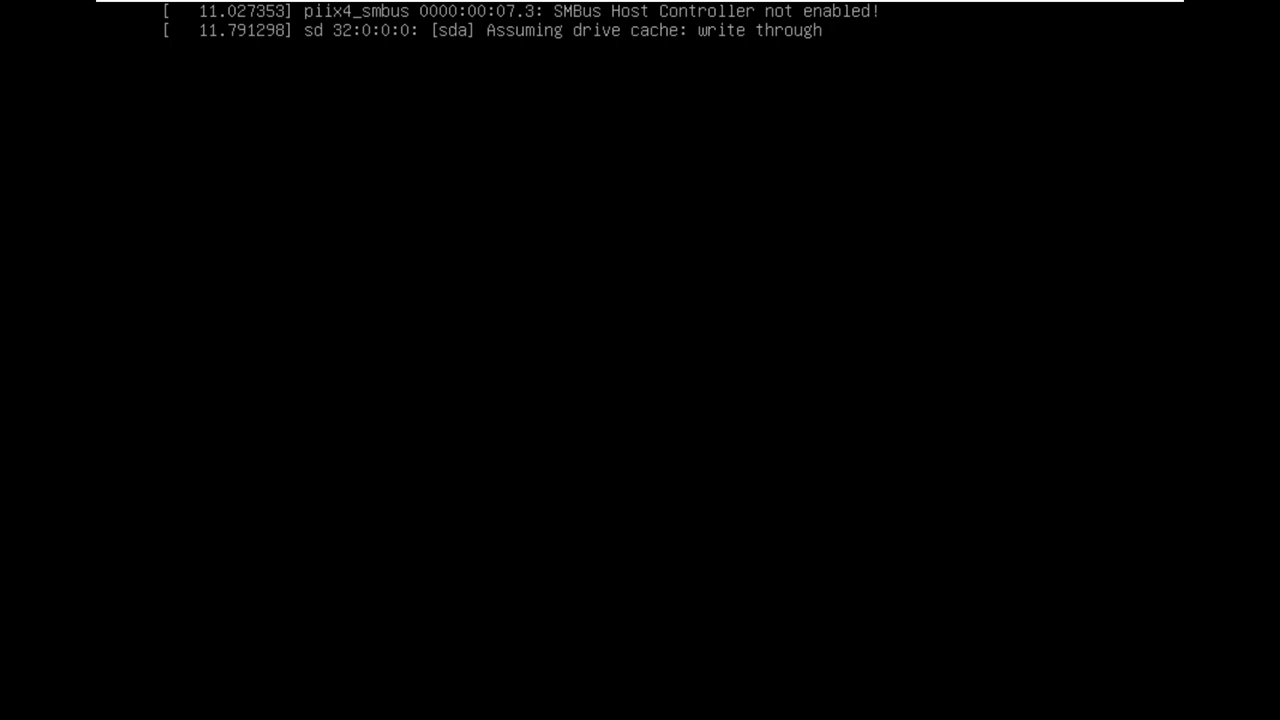 [   11.027353] piix4_smbus 0000:00:07.3: SMBus Host Controller not enabled!
[   11.791298] sd 32:0:0:0: [sda] Assuming drive cache: write through